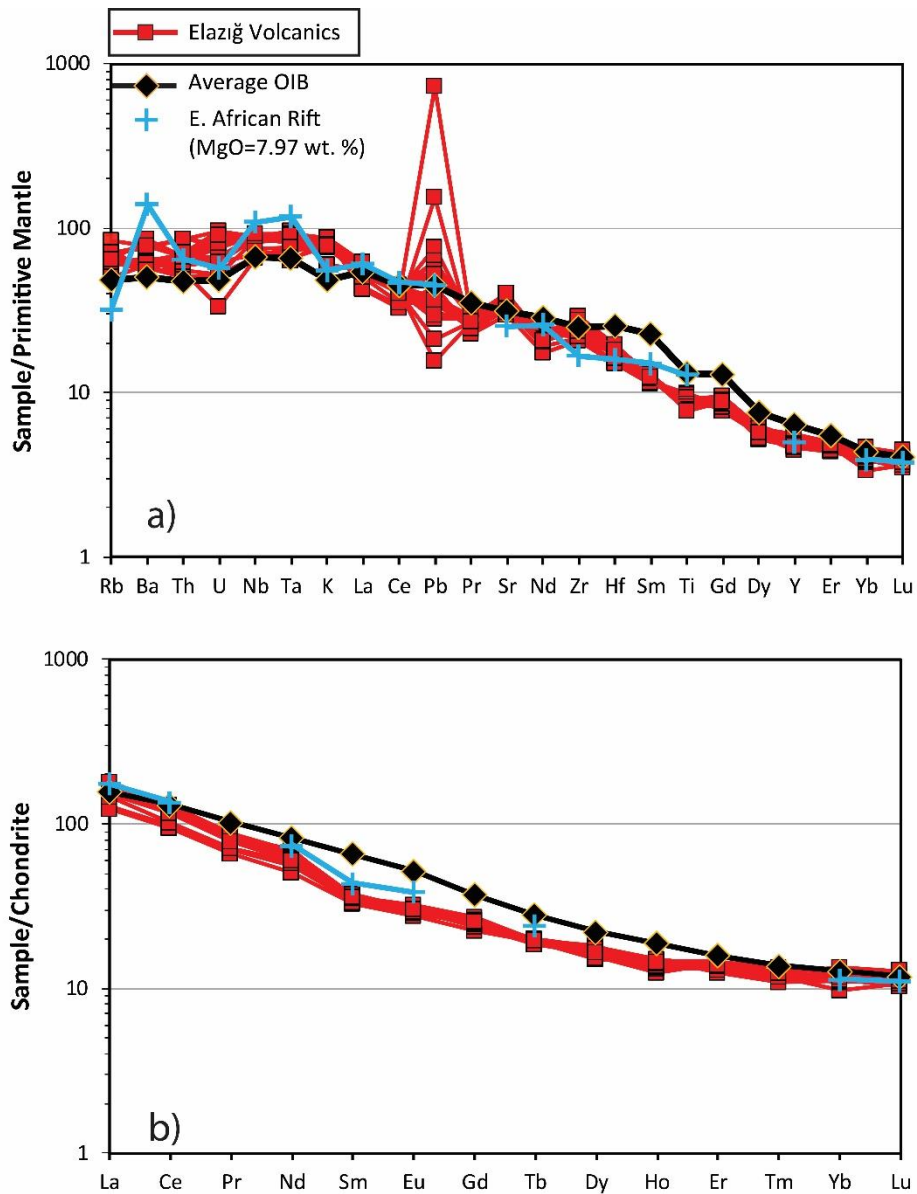 Elazığ Volcanics
Average OIB
E. African Rift
(MgO=7.97 wt. %)
Sample/Primitive Mantle
1000
100
10
1
a)
Rb Ba Th U Nb Ta K La Ce Pb Pr Sr Nd Zr Hf Sm Ti Gd Dy Y Er Yb Lu
Sample/Chondrite
1000
100
10
1
b)
La Ce Pr Nd Sm Eu Gd Tb Dy Ho Er Tm Yb Lu